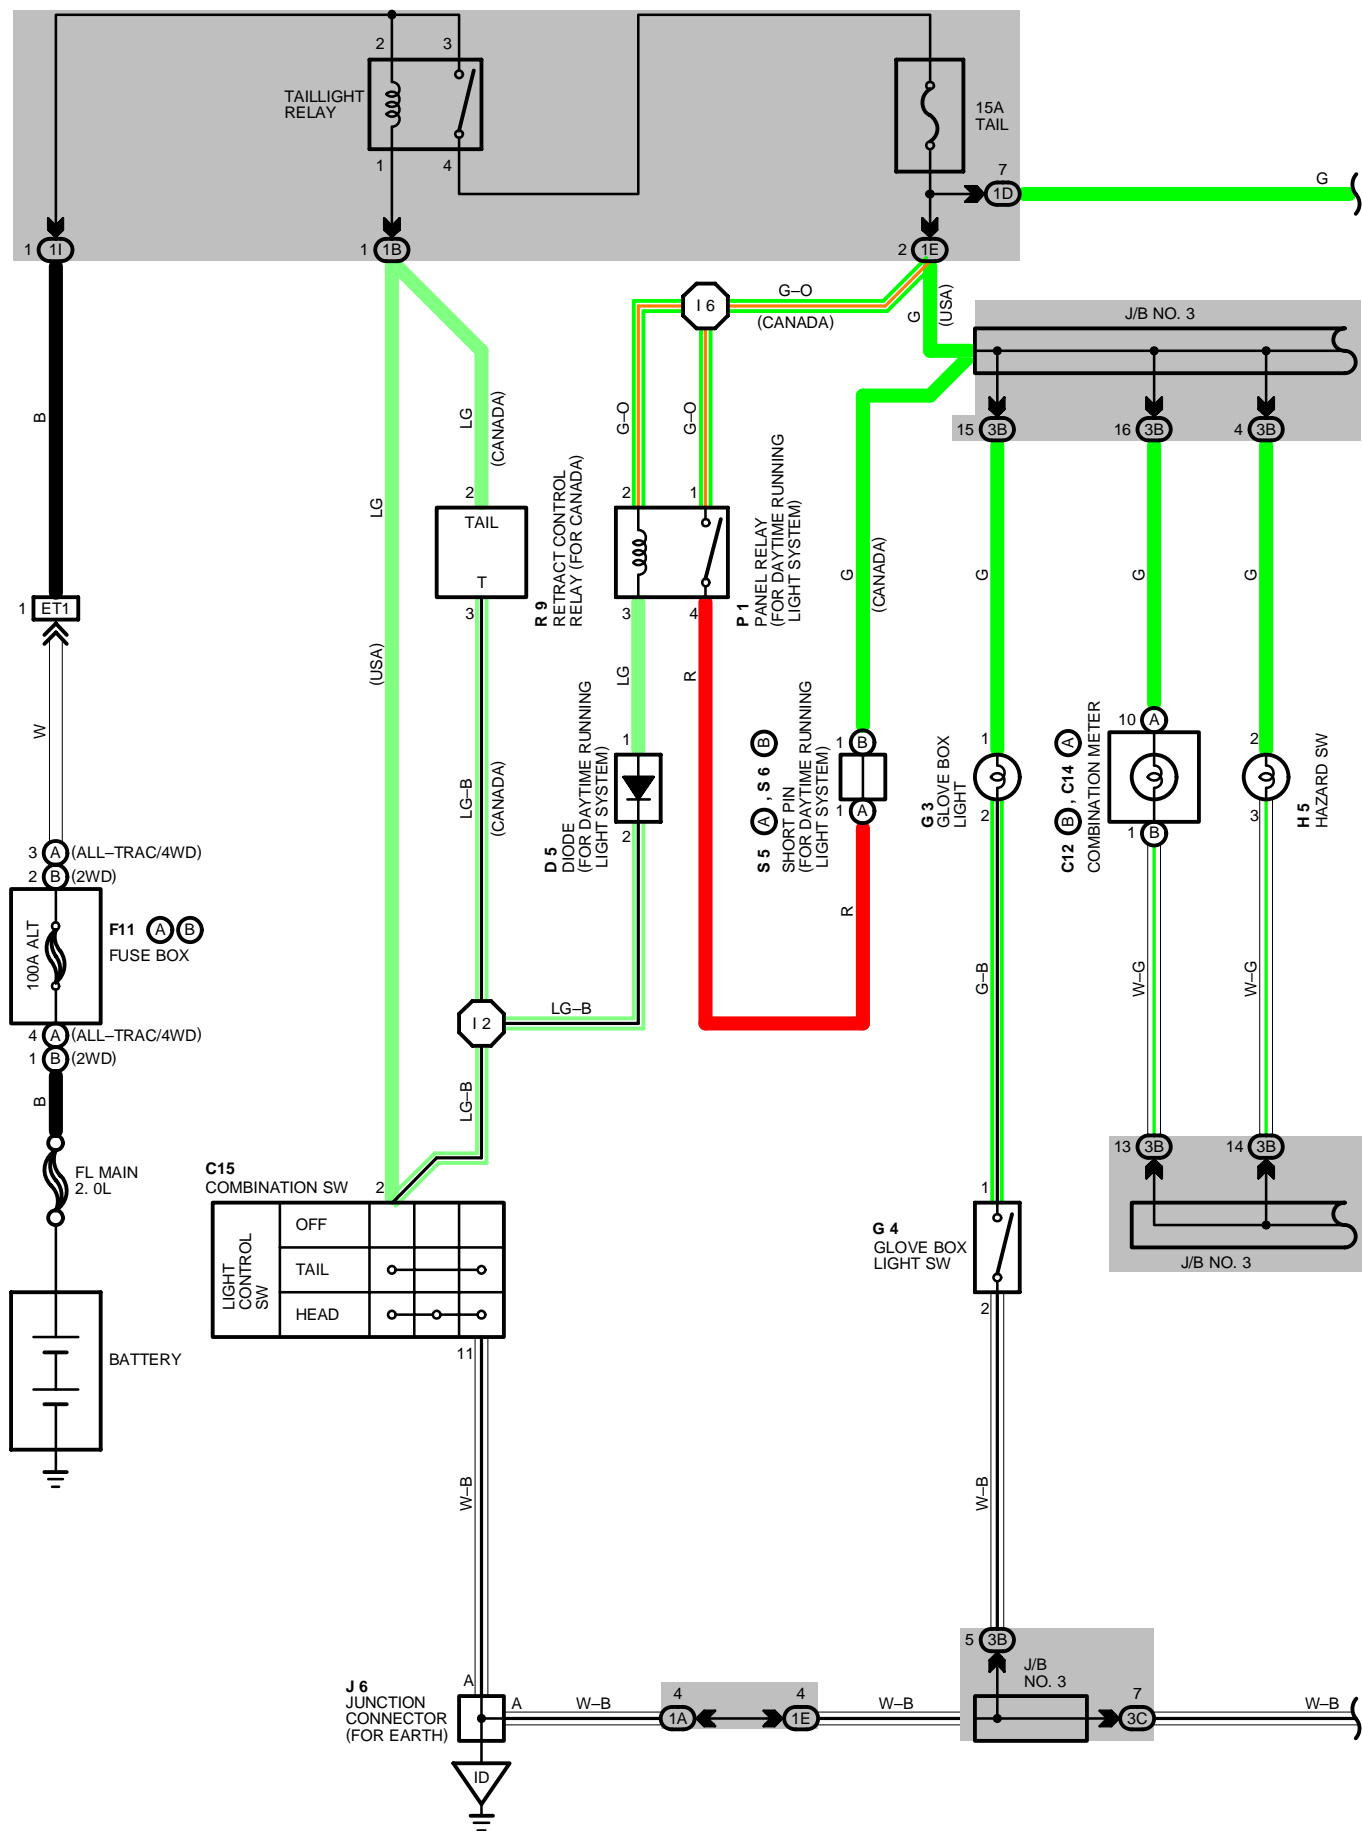 2
3
TAILLIGHT
RELAY
1
4
15A
TAIL
7
1D
G
1
1I
1
1B
2
1E
G–O
(CANADA)
I 6
G
(USA)
J/B NO. 3
B
LG
(CANADA)
G–O
G–O
15
3B
16
3B
4
3B
LG
2
TAIL
T
3
R 9
RETRACT CONTROL
RELAY (FOR CANADA)
2
1
3
4
P 1
PANEL RELAY
(FOR DAYTIME RUNNING
LIGHT SYSTEM)
G
(CANADA)
G
G
G
1
ET1
(USA)
LG
R
W
LG–B
(CANADA)
D 5
DIODE
(FOR DAYTIME RUNNING
LIGHT SYSTEM)
1
2
S 5 A , S 6 B
SHORT PIN
(FOR DAYTIME RUNNING
LIGHT SYSTEM)
1
B
1
A
G 3
GLOVE BOX
LIGHT
1
2
C12 B , C14 A
COMBINATION METER
10
A
1
B
2
3
H 5
HAZARD SW
3
A
(ALL–TRAC/4WD)
2
B
(2WD)
100A ALT
F11 A B
FUSE BOX
4
A
(ALL–TRAC/4WD)
1
B
(2WD)
R
G–B
W–G
W–G
I 2
LG–B
LG–B
B
FL MAIN
2. 0L
C15
COMBINATION SW
2
LIGHT
CONTROL
SW
OFF
TAIL
HEAD
11
BATTERY
13
3B
14
3B
J/B NO. 3
1
G 4
GLOVE BOX
LIGHT SW
2
W–B
W–B
5
3B
J/B
NO. 3
J 6
JUNCTION
CONNECTOR
(FOR EARTH)
A
A
W–B
4
1A
4
1E
W–B
7
3C
W–B
ID